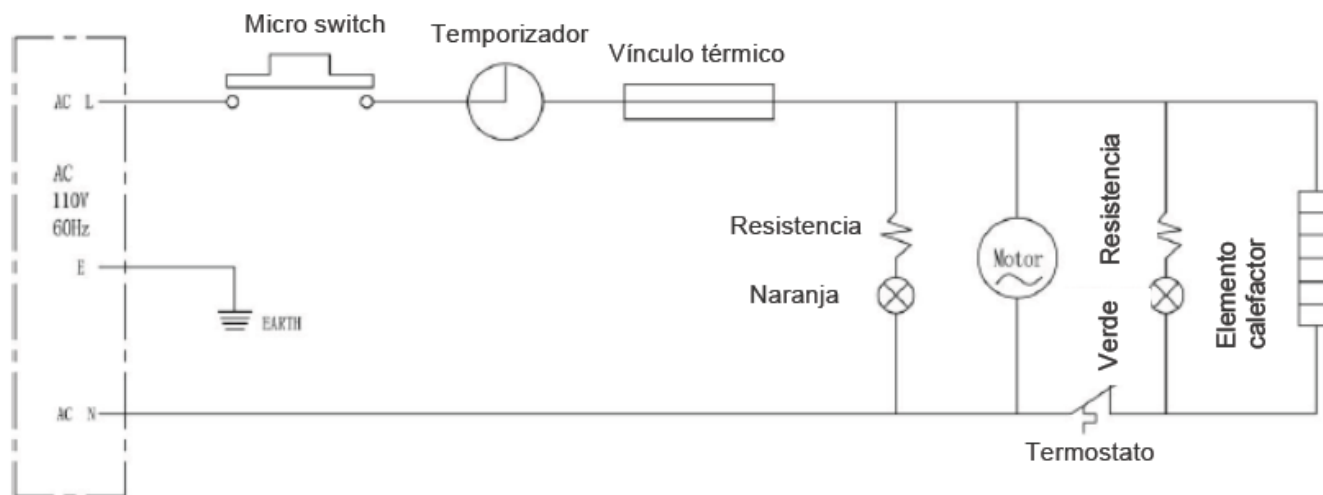 Micro switch
Temporizador
Vínculo térmico
AC L
AC
110V
60Hz
E
EARTH
AC N
Resistencia
Naranja
Motor
Resistencia
Verde
Elemento
calefactor
Termostato